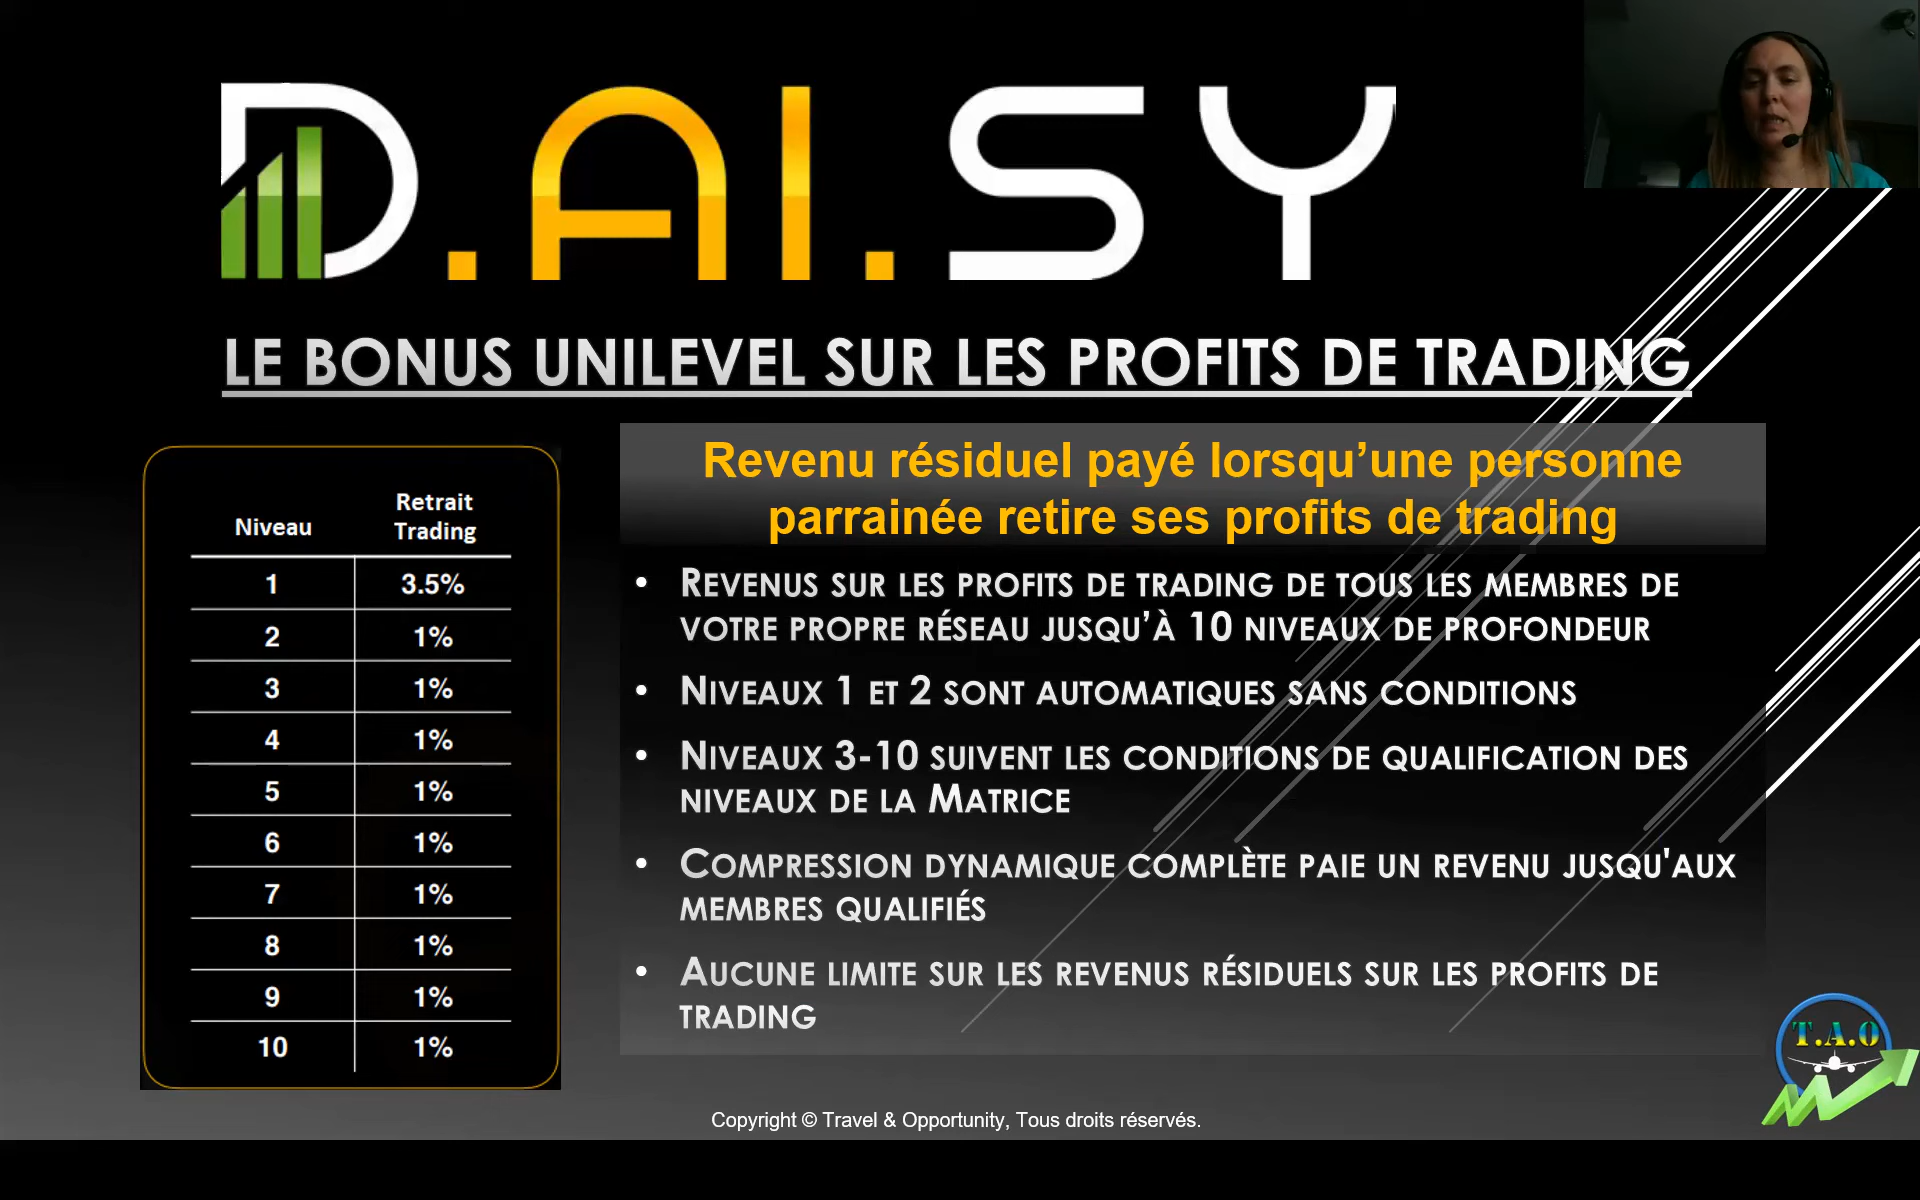 D.AI.SY
LE BONUS UNILEVEL SUR LES PROFITS DE TRADING
Niveau Retrait Trading
1 3.5%
2 1%
3 1%
4 1%
5 1%
6 1%
7 1%
8 1%
9 1%
10 1%
Revenu résiduel payé lorsqu’une personne
parrainée retire ses profits de trading
• REVENUS SUR LES PROFITS DE TRADING DE TOUS LES MEMBRES DE
VOTRE PROPRE RÉSEAU JUSQU’À 10 NIVEAUX DE PROFONDEUR
• NIVEAUX 1 ET 2 SONT AUTOMATIQUES SANS CONDITIONS
• NIVEAUX 3-10 SUIVENT LES CONDITIONS DE QUALIFICATION DES
NIVEAUX DE LA MATRICE
• COMPRESSION DYNAMIQUE COMPLÈTE PAIE UN REVENU JUSQU'AUX
MEMBRES QUALIFIÉS
• AUCUNE LIMITE SUR LES REVENUS RÉSIDUELS SUR LES PROFITS DE
TRADING
T.A.O
Copyright © Travel & Opportunity, Tous droits réservés.